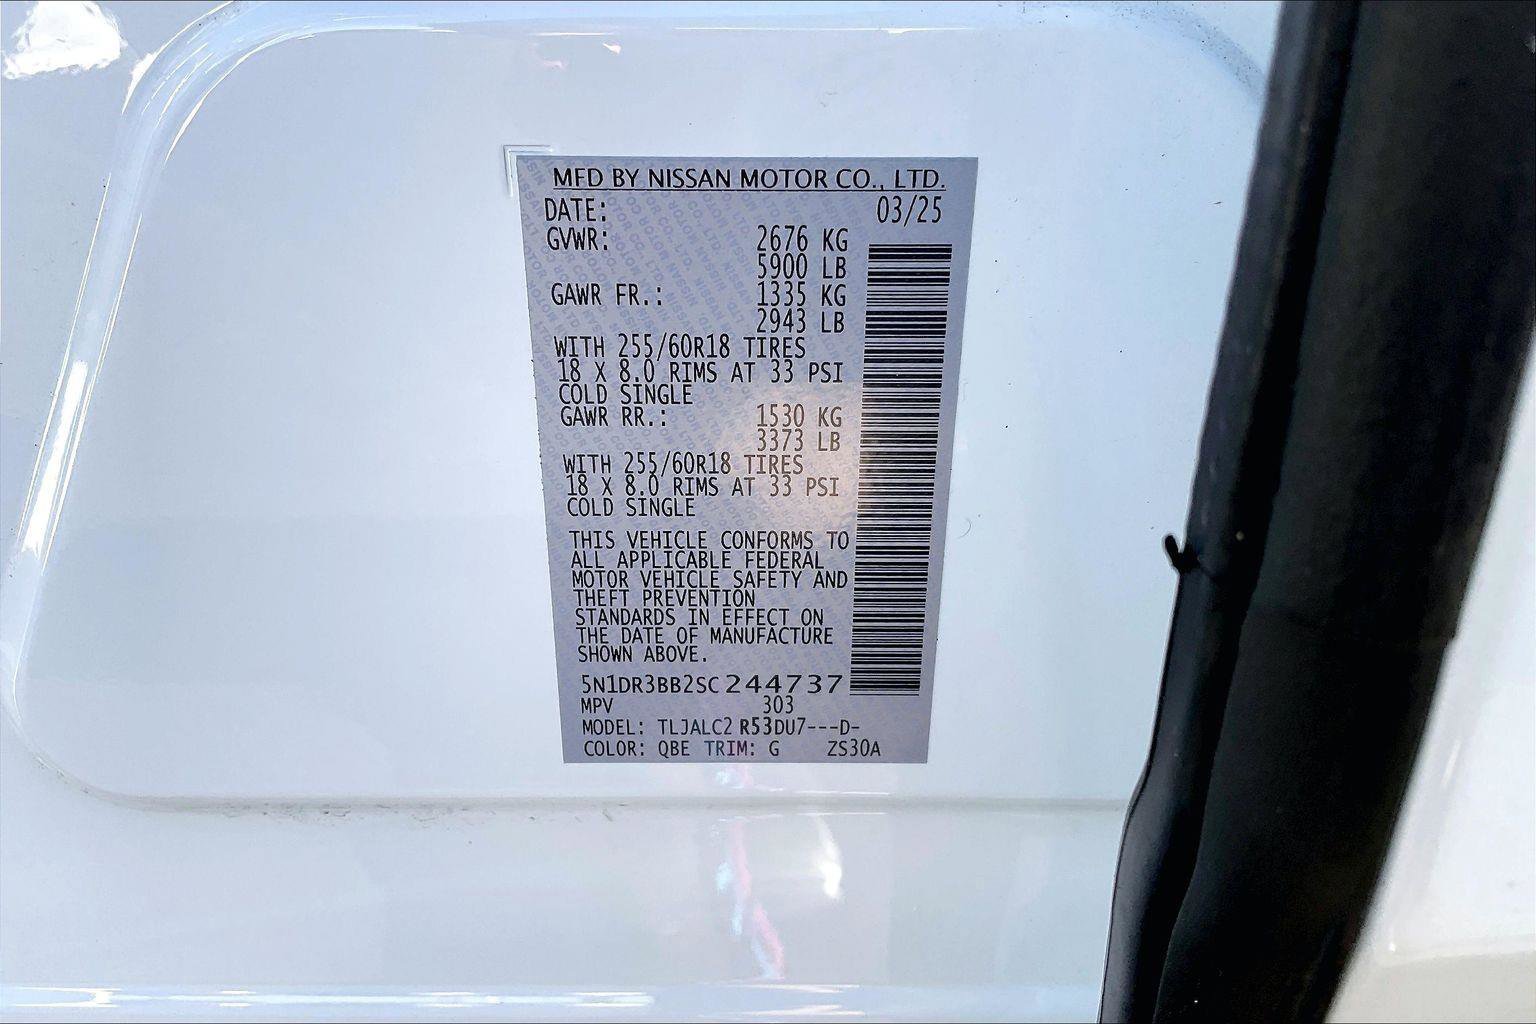 MFD BY NISSAN MOTOR CO., LTD.
DATE: 03/25
GVWR: 2676 KG
5900 LB
GAWR FR.: 1335 KG
2943 LB
WITH 255/60R18 TIRES
18 X 8.0 RIMS AT 33 PSI
COLD SINGLE
GAWR RR.: 1530 KG
3373 LB
WITH 255/60R18 TIRES
18 X 8.0 RIMS AT 33 PSI
COLD SINGLE
THIS VEHICLE CONFORMS TO
ALL APPLICABLE FEDERAL
MOTOR VEHICLE SAFETY AND
THEFT PREVENTION
STANDARDS IN EFFECT ON
THE DATE OF MANUFACTURE
SHOWN ABOVE.
5N1DR3BB2SC244737
MPV 303
MODEL: TLJALC2 R53DU7---D-
COLOR: QBE TRIM: G ZS30A